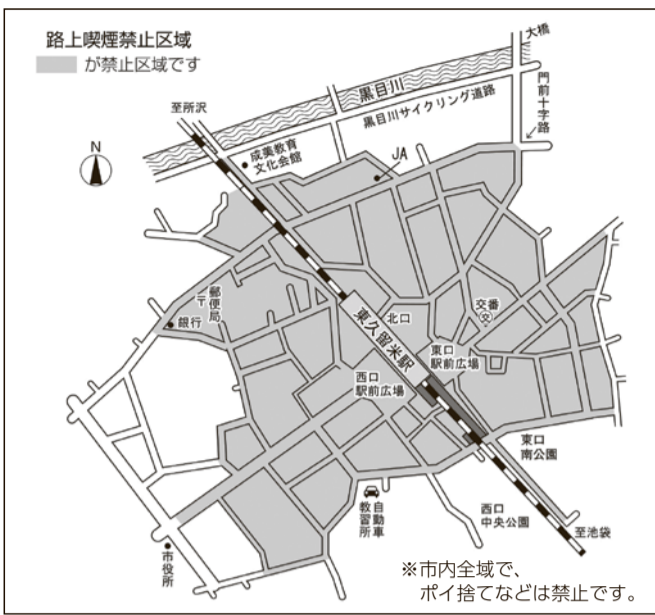 路上喫煙禁止区域
が禁止区域です
大橋
黒目川
門前十字路
黒目川サイクリング道路
至所沢
N
成美教育
文化会館
JA
郵便局
〒
銀行
交番
北口
東久留米駅
東口
駅前広場
西口
駅前広場
東口
南公園
自動車
教習所
西口
中央公園
至池袋
市役所
※市内全域で、
ポイ捨てなどは禁止です。